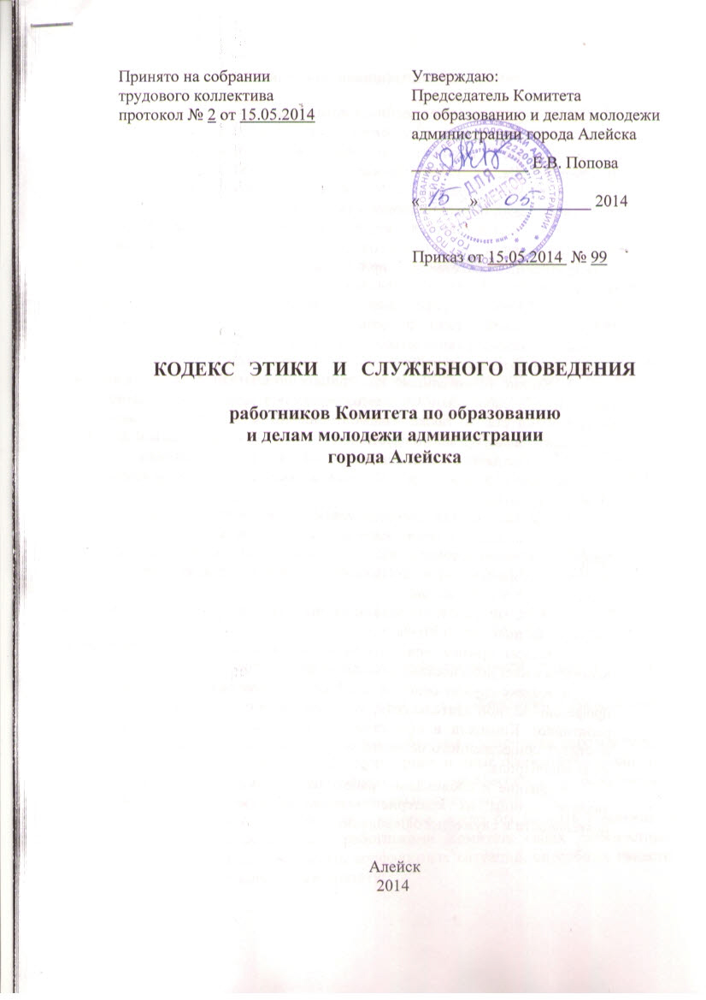 Принято на собрании
трудового коллектива
протокол № 2 от 15.05.2014
Утверждаю:
Председатель Комитета
по образованию и делам молодежи
администрации города Алейска
Е.В. Попова
« 15 » 05 2014
ДЛЯ
ДОКУМЕНТОВ
Приказ от 15.05.2014 № 99
КОДЕКС ЭТИКИ И СЛУЖЕБНОГО ПОВЕДЕНИЯ
работников Комитета по образованию
и делам молодежи администрации
города Алейска
Алейск
2014